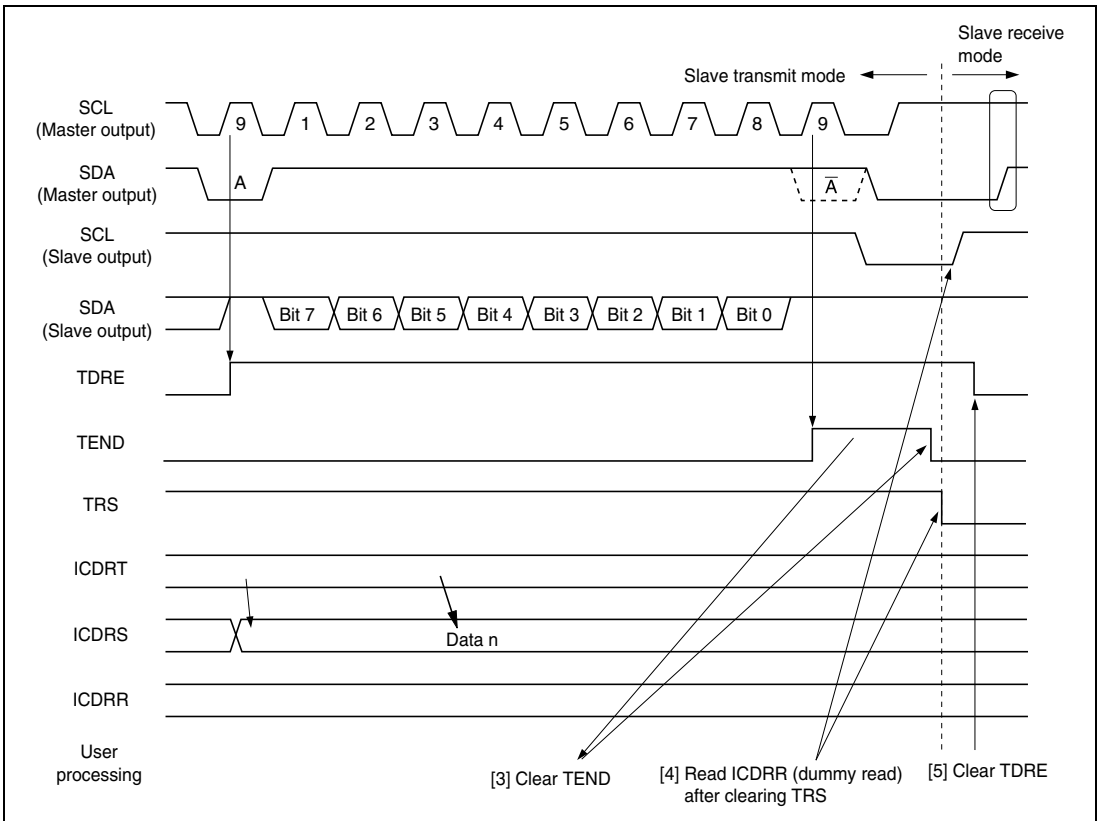 Slave receive
mode
Slave transmit mode
SCL
(Master output)
9 1 2 3 4 5 6 7 8 9
SDA
(Master output)
A A̅
SCL
(Slave output)
SDA
(Slave output)
Bit 7 Bit 6 Bit 5 Bit 4 Bit 3 Bit 2 Bit 1 Bit 0
TDRE
TEND
TRS
ICDRT
ICDRS
Data n
ICDRR
User
processing
[3] Clear TEND
[4] Read ICDRR (dummy read)
after clearing TRS
[5] Clear TDRE